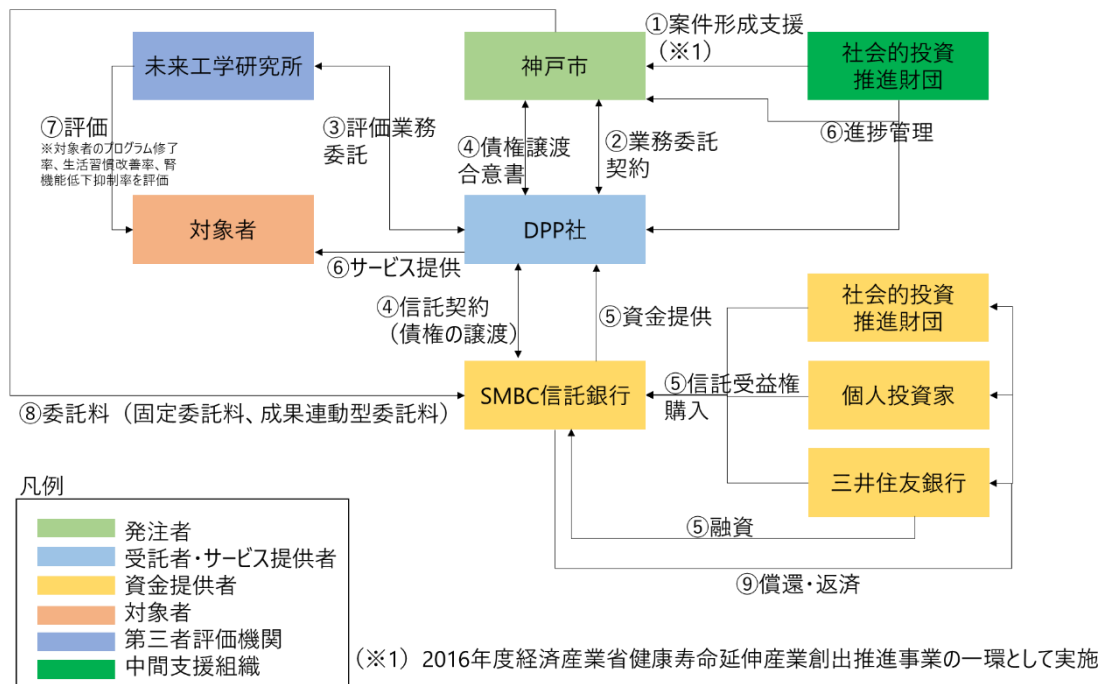 ①案件形成支援
(※1)
社会的投資
推進財団
未来工学研究所
神戸市
⑦評価
※対象者のプログラム修了
率、生活習慣改善率、腎
機能低下抑制率を評価
③評価業務
委託
④債権譲渡
合意書
②業務委託
契約
⑥進捗管理
対象者
DPP社
⑥サービス提供
④信託契約
(債権の譲渡)
⑤資金提供
社会的投資
推進財団
SMBC信託銀行
⑤信託受益権
購入
個人投資家
⑧委託料(固定委託料、成果連動型委託料)
三井住友銀行
⑤融資
⑨償還・返済
凡例
発注者
受託者・サービス提供者
資金提供者
対象者
第三者評価機関
中間支援組織
(※1)2016年度経済産業省健康寿命延伸産業創出推進事業の一環として実施